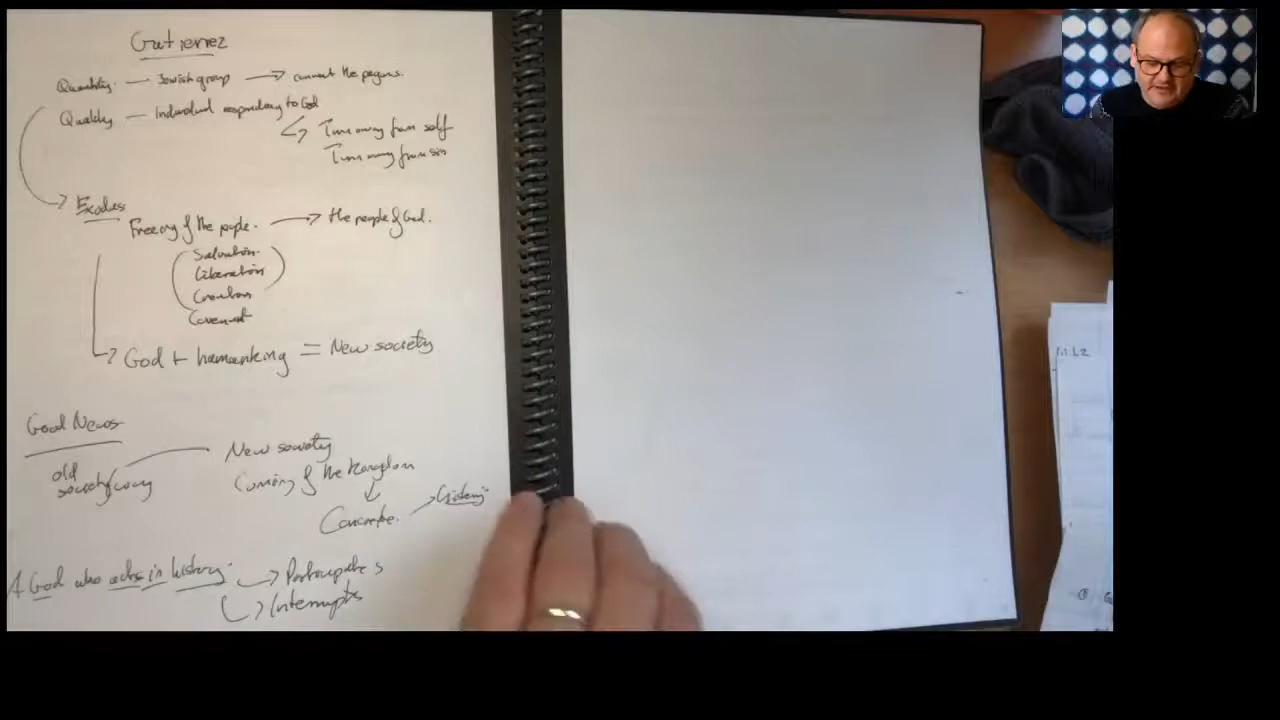 Gutierrez
Quantity — Jewish group → convert the pagans.
Quality — Individual responding to God
Turn away from self
Turn away from sin
Exodus
Freeing of the people. → the people of God.
Salvation
Liberation
Creation
Covenant
God + humanking = New society
Good News
old society
New society
Coming of the Kingdom
Concrete. → History
A God who acts in history. → Participates
→ Interrupts